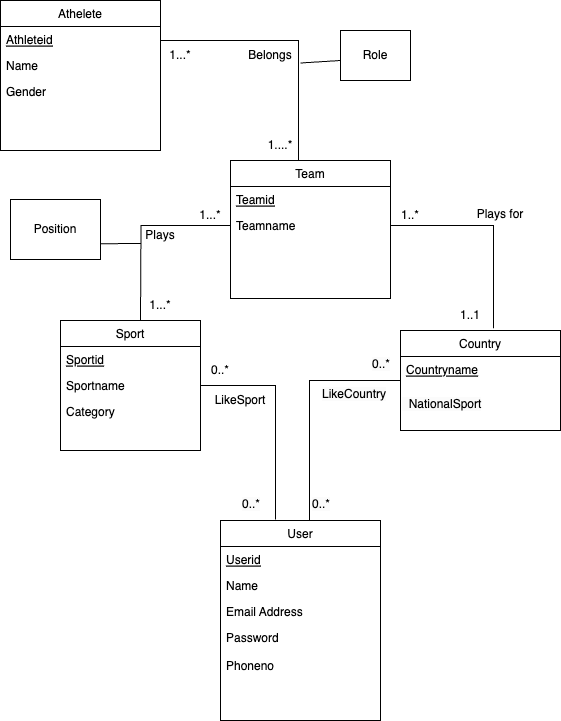 Athelete
Athleteid
Name
Gender
1...*
Belongs
Role
1....*
Team
Teamid
Teamname
Position
1...*
Plays
1..*
Plays for
1...*
1..1
Sport
Sportid
Sportname
Category
Country
Countryname
NationalSport
0..*
LikeSport
0..*
LikeCountry
0..*
0..*
User
Userid
Name
Email Address
Password
Phoneno